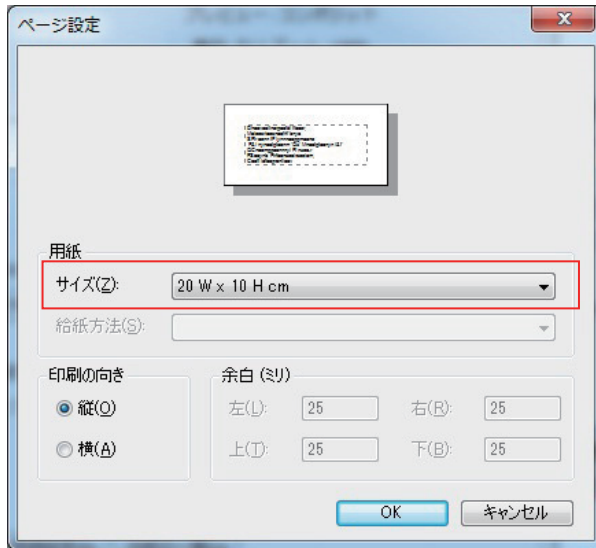 ページ設定
用紙
サイズ(Z):
20 W x 10 H cm
給紙方法(S):
印刷の向き
縦(O)
横(A)
余白 (ミリ)
左(L):
25
右(R):
25
上(T):
25
下(B):
25
OK
キャンセル